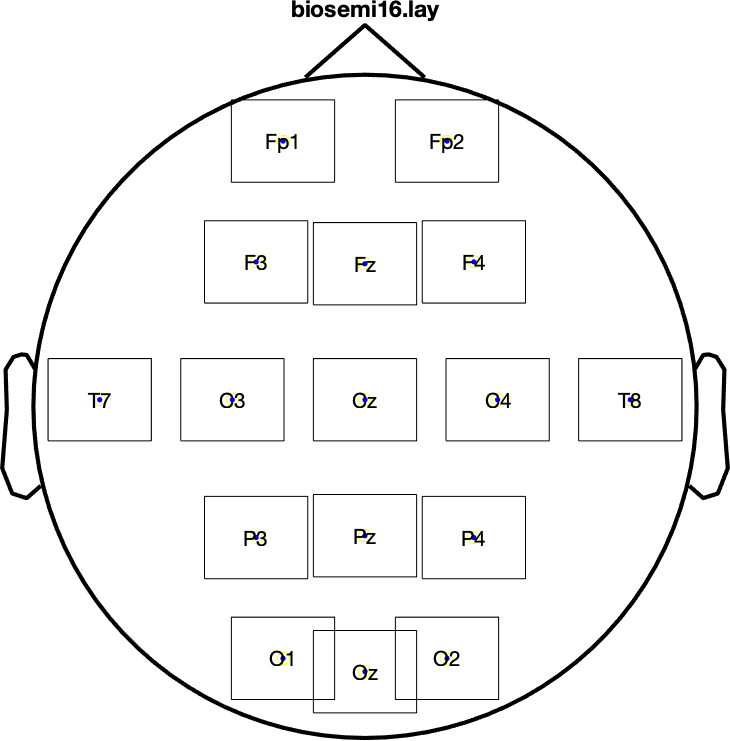 biosemi16.lay
Fp1 Fp2
F3 Fz F4
T7 C3 Cz C4 T8
P3 Pz P4
O1 Oz O2